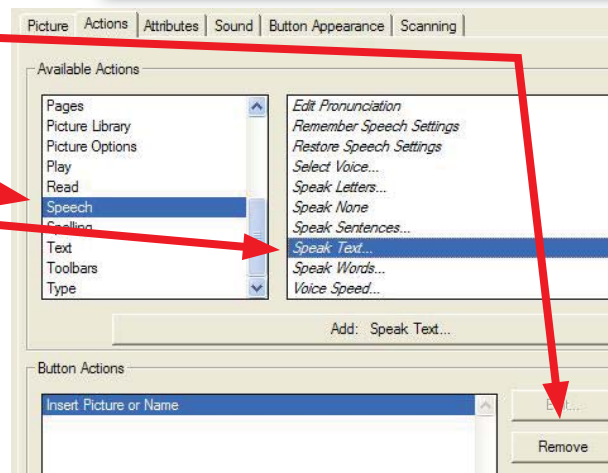 Picture Actions Attributes Sound Button Appearance Scanning
Available Actions
Pages
Picture Library
Picture Options
Play
Read
Speech
Spelling
Text
Toolbars
Type
Edit Pronunciation
Remember Speech Settings
Restore Speech Settings
Select Voice...
Speak Letters...
Speak None
Speak Sentences...
Speak Text...
Speak Words...
Voice Speed...
Add: Speak Text...
Button Actions
Insert Picture or Name
Remove